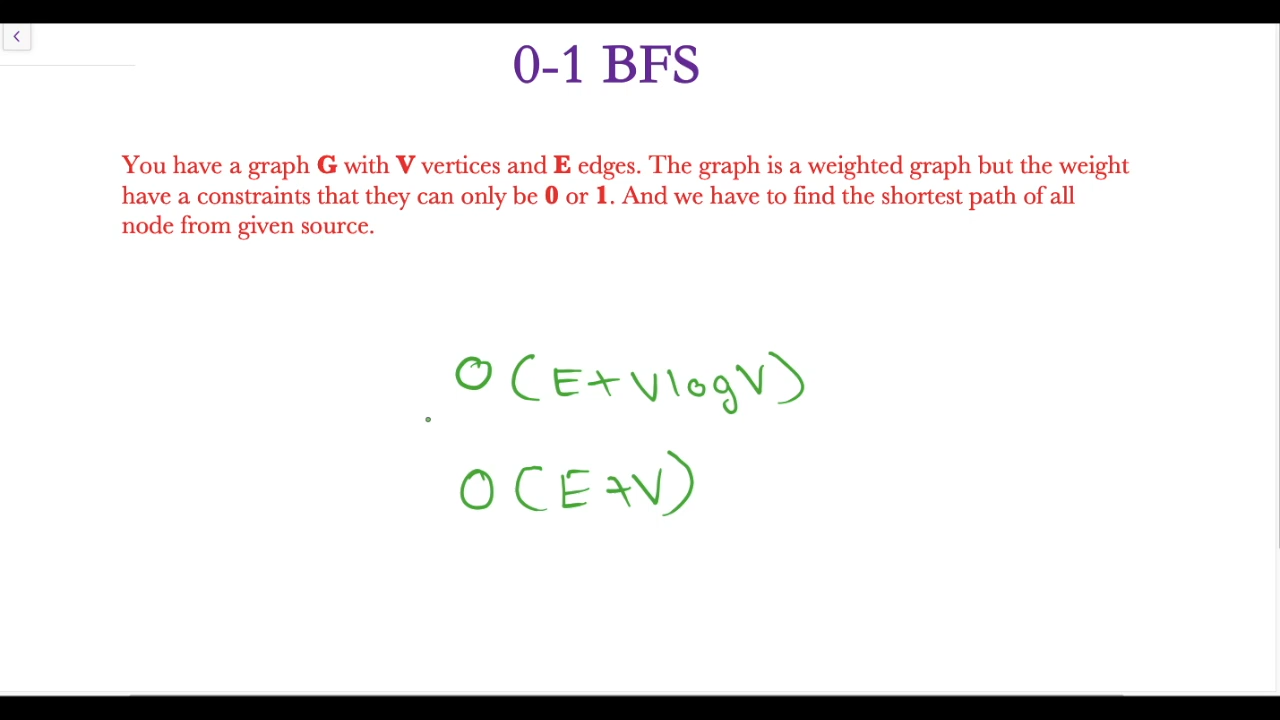 0-1 BFS
You have a graph G with V vertices and E edges. The graph is a weighted graph but the weight
have a constraints that they can only be 0 or 1. And we have to find the shortest path of all
node from given source.
O(E+VlogV)
O(E+V)